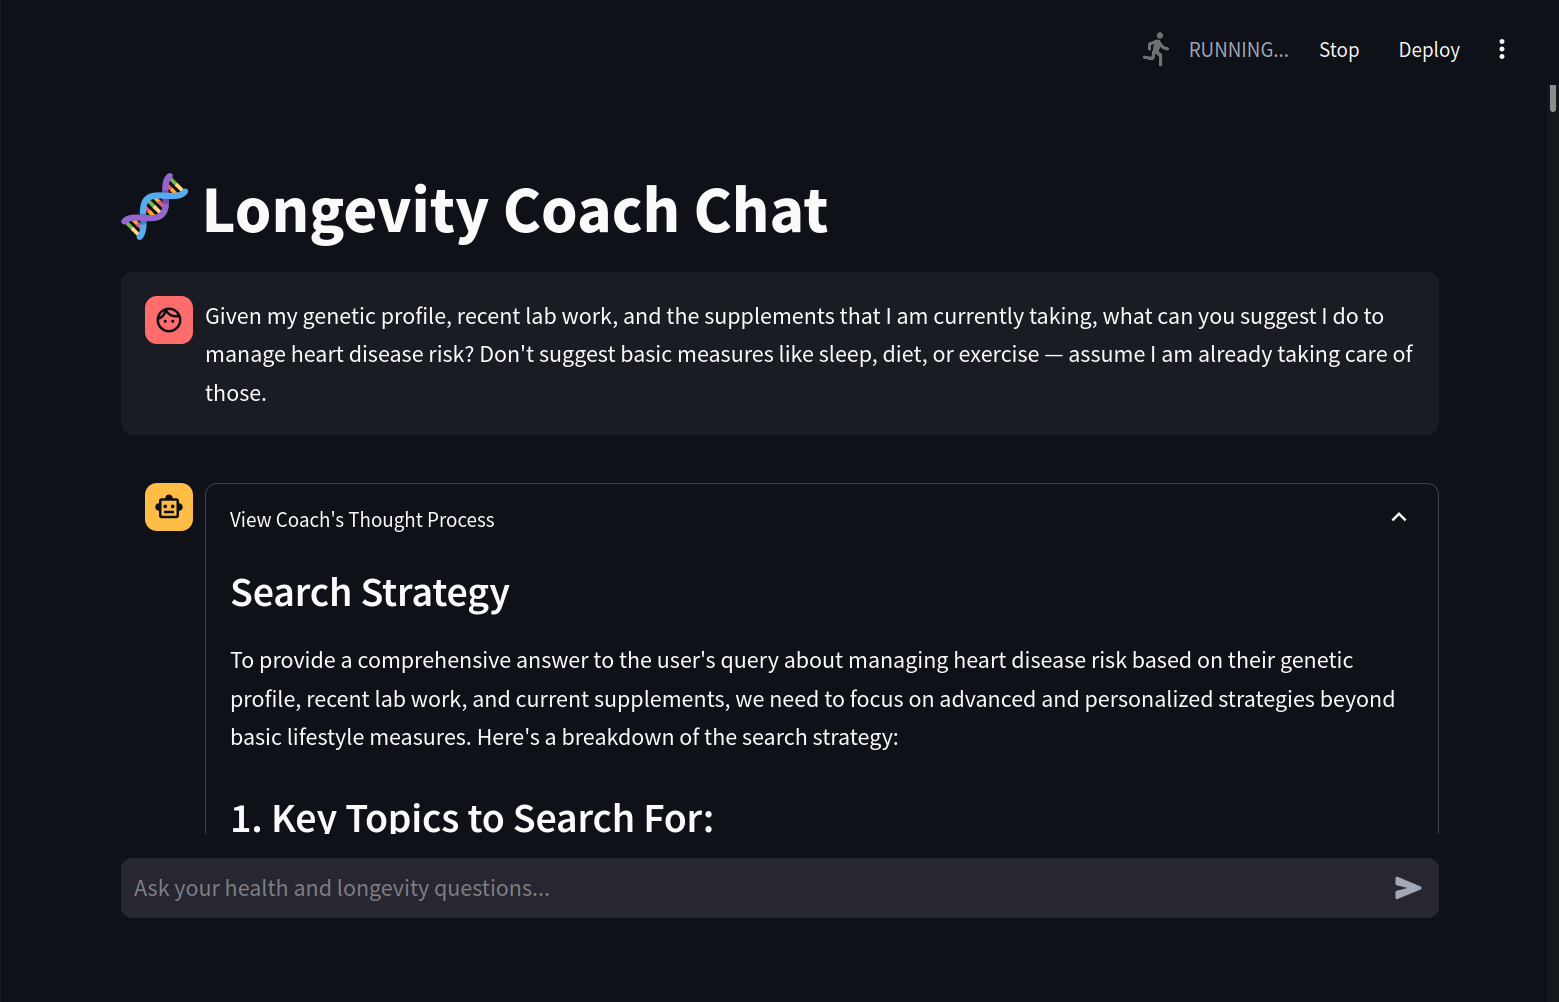 RUNNING...
Stop
Deploy
Longevity Coach Chat
Given my genetic profile, recent lab work, and the supplements that I am currently taking, what can you suggest I do to
manage heart disease risk? Don't suggest basic measures like sleep, diet, or exercise — assume I am already taking care of
those.
View Coach's Thought Process
Search Strategy
To provide a comprehensive answer to the user's query about managing heart disease risk based on their genetic
profile, recent lab work, and current supplements, we need to focus on advanced and personalized strategies beyond
basic lifestyle measures. Here's a breakdown of the search strategy:
1. Key Topics to Search For:
Ask your health and longevity questions...